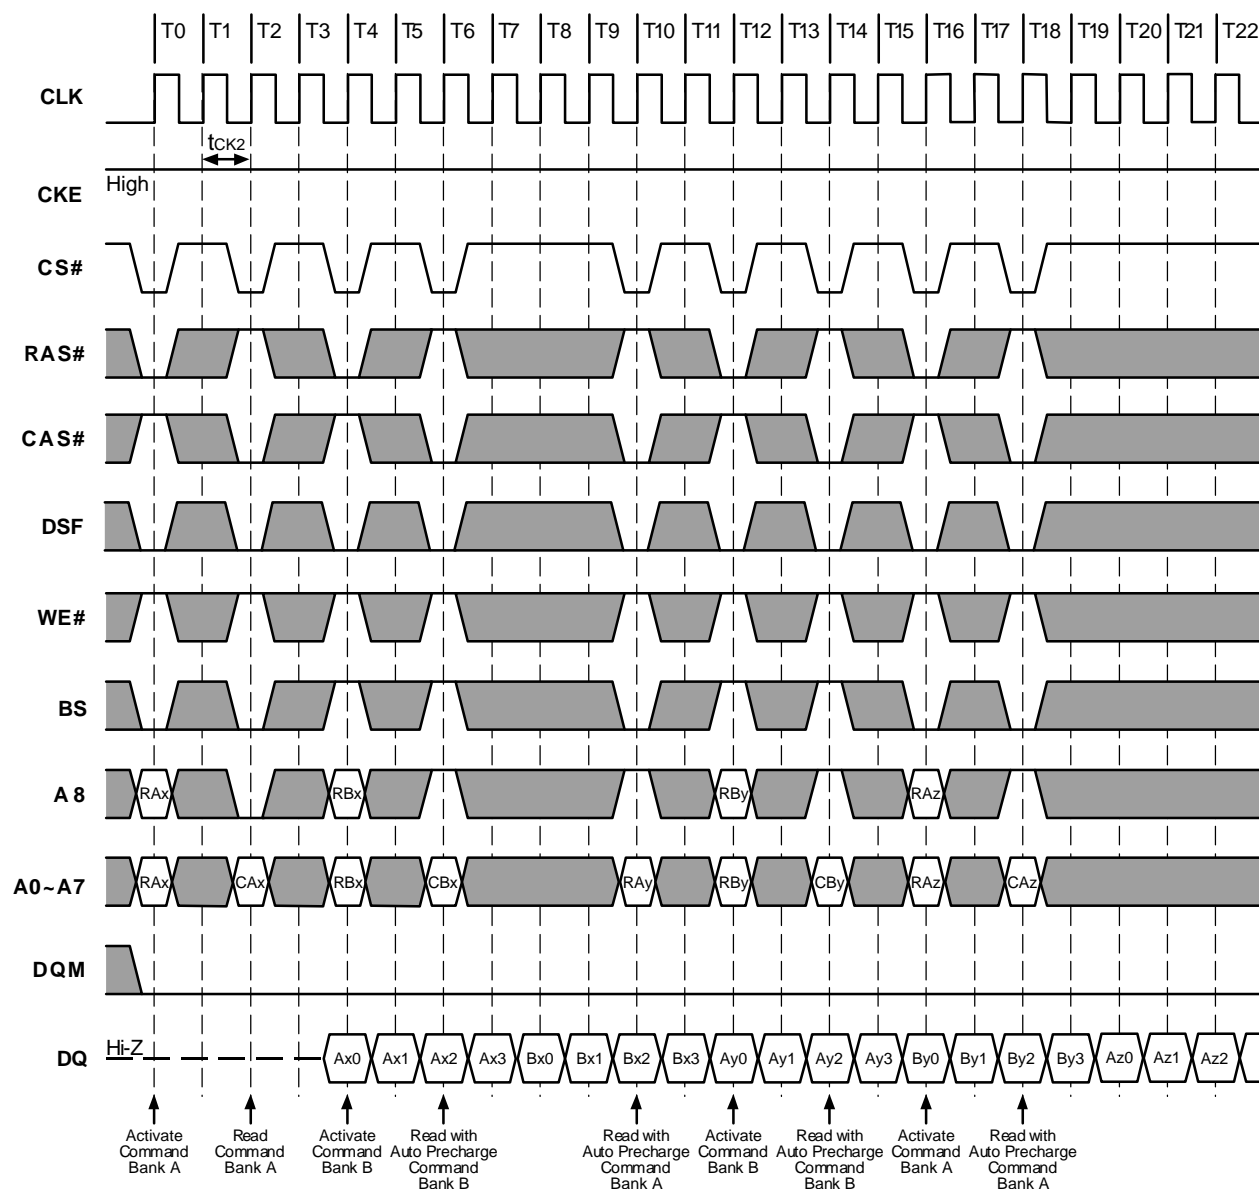 T0 T1 T2 T3 T4 T5 T6 T7 T8 T9 T10 T11 T12 T13 T14 T15 T16 T17 T18 T19 T20 T21 T22
CLK
tCK2
High
CKE
CS#
RAS#
CAS#
DSF
WE#
BS
A8 RAx RBx RBy RAz
A0~A7 RAx CAx RBx CBx RAy RBy CBy RAz CAz
DQM
Hi-Z
DQ Ax0 Ax1 Ax2 Ax3 Bx0 Bx1 Bx2 Bx3 Ay0 Ay1 Ay2 Ay3 By0 By1 By2 By3 Az0 Az1 Az2
Activate
Command
Bank A
Read
Command
Bank A
Activate
Command
Bank B
Read with
Auto Precharge
Command
Bank B
Read with
Auto Precharge
Command
Bank A
Activate
Command
Bank B
Read with
Auto Precharge
Command
Bank B
Activate
Command
Bank A
Read with
Auto Precharge
Command
Bank A